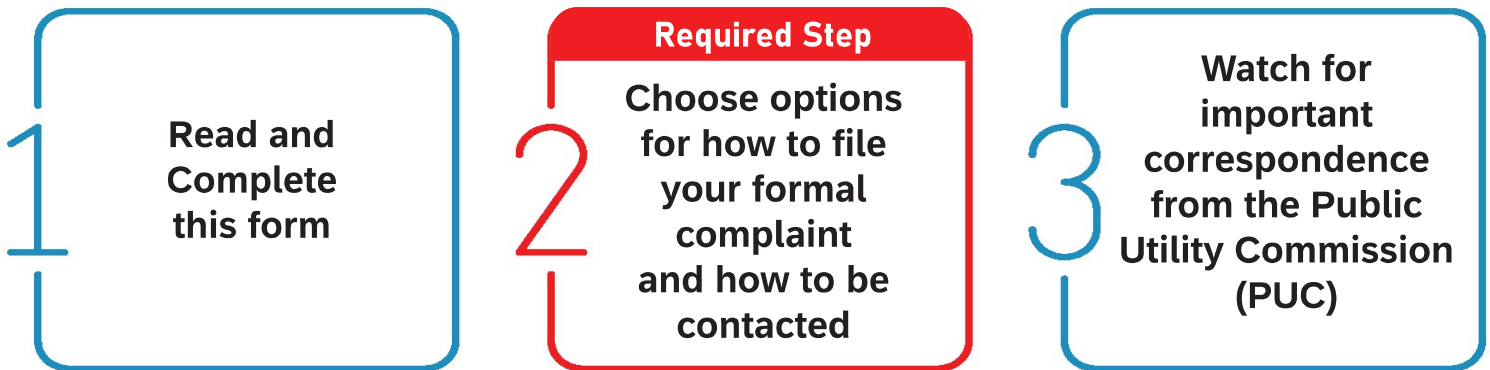 1
Read and
Complete
this form
Required Step
2
Choose options
for how to file
your formal
complaint
and how to be
contacted
3
Watch for
important
correspondence
from the Public
Utility Commission
(PUC)